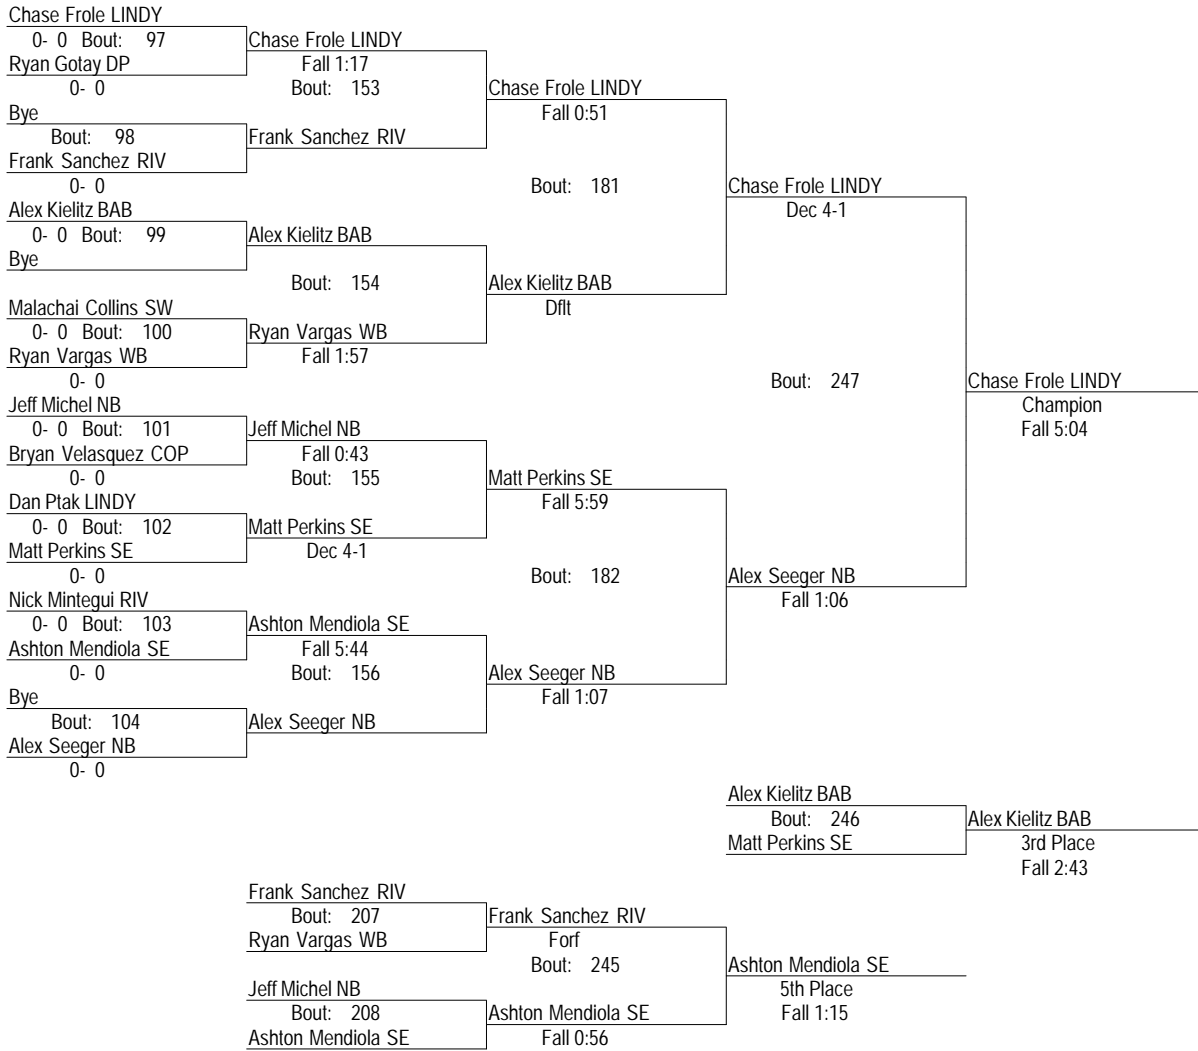 Chase Frole LINDY
0- 0 Bout: 97
Chase Frole LINDY
Ryan Gotay DP
Fall 1:17
0- 0
Bout: 153
Chase Frole LINDY
Bye
Fall 0:51
Bout: 98
Frank Sanchez RIV
Frank Sanchez RIV
0- 0
Bout: 181
Chase Frole LINDY
Alex Kielitz BAB
Dec 4-1
0- 0 Bout: 99
Alex Kielitz BAB
Bye
Bout: 154
Alex Kielitz BAB
Malachai Collins SW
Dflt
0- 0 Bout: 100
Ryan Vargas WB
Ryan Vargas WB
Fall 1:57
0- 0
Bout: 247
Chase Frole LINDY
Jeff Michel NB
Champion
0- 0 Bout: 101
Jeff Michel NB
Fall 5:04
Bryan Velasquez COP
Fall 0:43
0- 0
Bout: 155
Matt Perkins SE
Dan Ptak LINDY
Fall 5:59
0- 0 Bout: 102
Matt Perkins SE
Matt Perkins SE
Dec 4-1
0- 0
Bout: 182
Alex Seeger NB
Nick Mintegui RIV
Fall 1:06
0- 0 Bout: 103
Ashton Mendiola SE
Ashton Mendiola SE
Fall 5:44
0- 0
Bout: 156
Alex Seeger NB
Bye
Fall 1:07
Bout: 104
Alex Seeger NB
Alex Seeger NB
0- 0
Alex Kielitz BAB
Bout: 246
Alex Kielitz BAB
Matt Perkins SE
3rd Place
Fall 2:43
Frank Sanchez RIV
Bout: 207
Frank Sanchez RIV
Ryan Vargas WB
Forf
Bout: 245
Ashton Mendiola SE
Jeff Michel NB
5th Place
Bout: 208
Ashton Mendiola SE
Fall 1:15
Ashton Mendiola SE
Fall 0:56